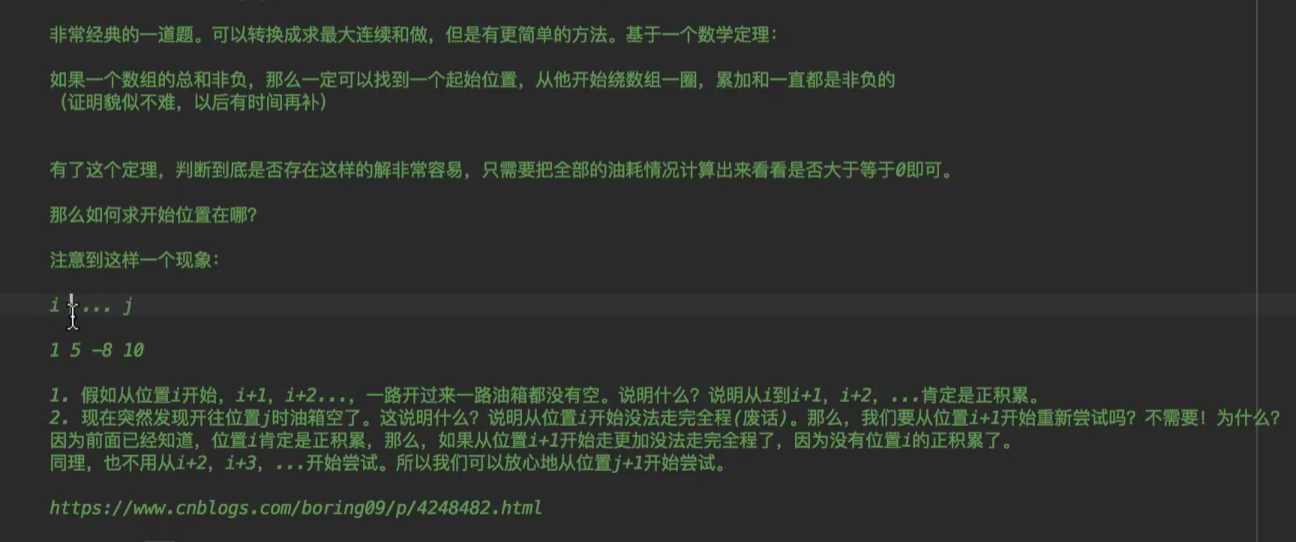 非常经典的一道题。可以转换成求最大连续和做，但是有更简单的方法。基于一个数学定理：
如果一个数组的总和非负，那么一定可以找到一个起始位置，从他开始绕数组一圈，累加和一直都是非负的
（证明貌似不难，以后有时间再补）
有了这个定理，判断到底是否存在这样的解非常容易，只需要把全部的油耗情况计算出来看看是否大于等于0即可。
那么如何求开始位置在哪？
注意到这样一个现象：
i ... j
1 5 -8 10
1. 假如从位置i开始，i+1，i+2...，一路开过来一路油箱都没有空。说明什么？说明从i到i+1，i+2，...肯定是正积累。
2. 现在突然发现开往位置j时油箱空了。这说明什么？说明从位置i开始没法走完全程(废话)。那么，我们要从位置i+1开始重新尝试吗？不需要！为什么？
因为前面已经知道，位置i肯定是正积累，那么，如果从位置i+1开始走更加没法走完全程了，因为没有位置i的正积累了。
同理，也不用从i+2，i+3，...开始尝试。所以我们可以放心地从位置j+1开始尝试。
https://www.cnblogs.com/boring09/p/4248482.html